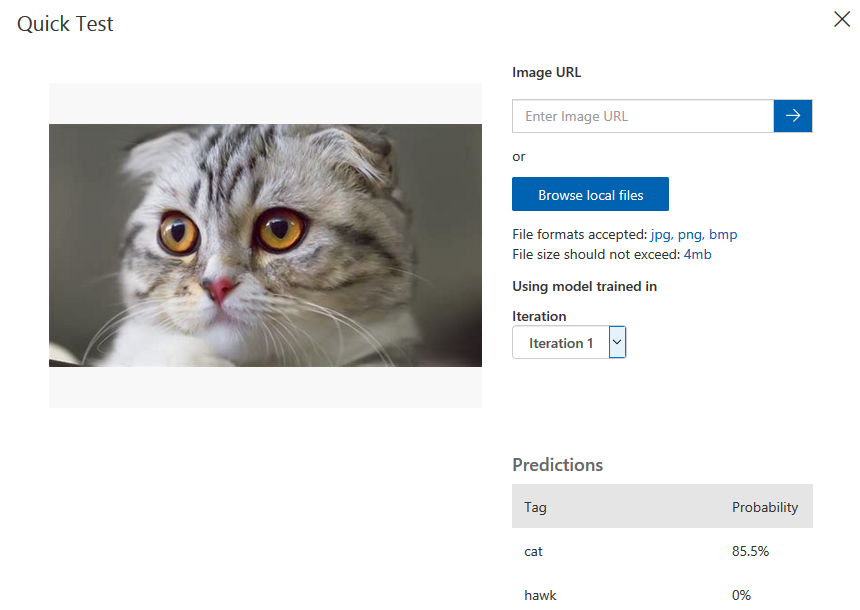 Quick Test
Image URL
Enter Image URL
or
Browse local files
File formats accepted: jpg, png, bmp
File size should not exceed: 4mb
Using model trained in
Iteration
Iteration 1
Predictions
Tag Probability
cat 85.5%
hawk 0%